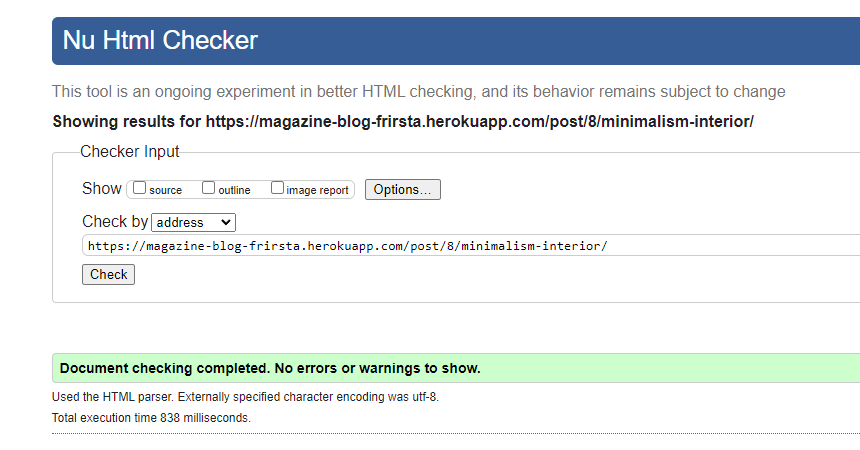 Nu Html Checker
This tool is an ongoing experiment in better HTML checking, and its behavior remains subject to change
Showing results for https://magazine-blog-frirsta.herokuapp.com/post/8/minimalism-interior/
Checker Input
Show source outline image report Options...
Check by address
https://magazine-blog-frirsta.herokuapp.com/post/8/minimalism-interior/
Check
Document checking completed. No errors or warnings to show.
Used the HTML parser. Externally specified character encoding was utf-8.
Total execution time 838 milliseconds.